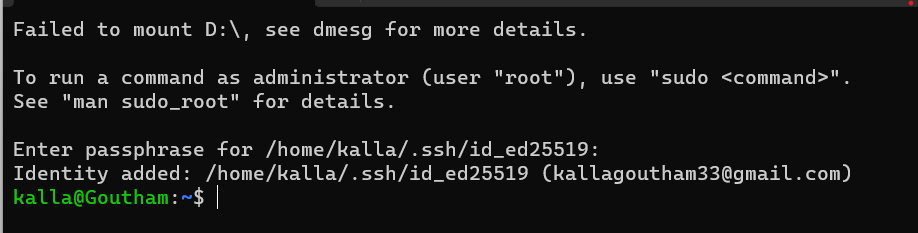 Failed to mount D:\, see dmesg for more details.
To run a command as administrator (user "root"), use "sudo <command>".
See "man sudo_root" for details.
Enter passphrase for /home/kalla/.ssh/id_ed25519:
Identity added: /home/kalla/.ssh/id_ed25519 (kallagoutham33@gmail.com)
kalla@Goutham:~$